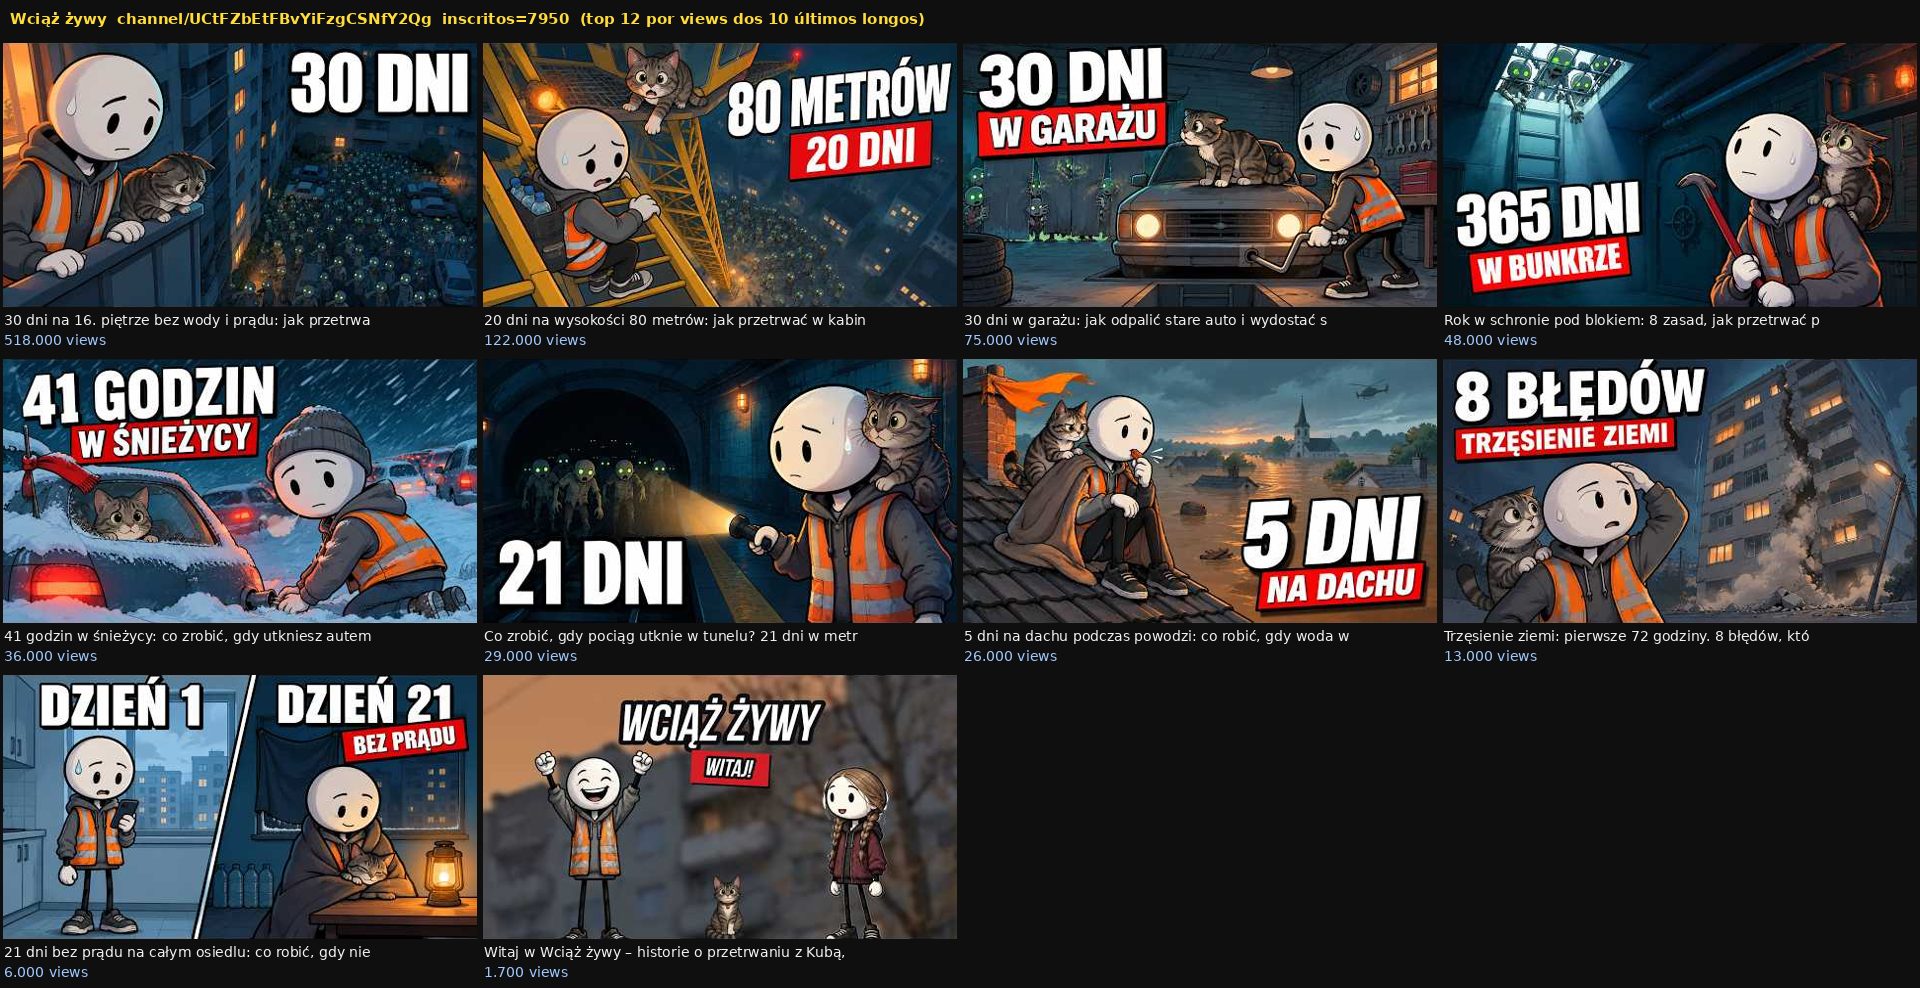 Wciąż żywy channel/UCtFZbEtFBvYiFzgCSNfY2Qg inscritos=7950 (top 12 por views dos 10 últimos longos)
30 DNI
30 dni na 16. piętrze bez wody i prądu: jak przetrwa
518.000 views
80 METRÓW
20 DNI
20 dni na wysokości 80 metrów: jak przetrwać w kabin
122.000 views
30 DNI
W GARAŻU
30 dni w garażu: jak odpalić stare auto i wydostać s
75.000 views
365 DNI
W BUNKRZE
Rok w schronie pod blokiem: 8 zasad, jak przetrwać p
48.000 views
41 GODZIN
W ŚNIEŻYCY
41 godzin w śnieżycy: co zrobić, gdy utkniesz autem
36.000 views
21 DNI
Co zrobić, gdy pociąg utknie w tunelu? 21 dni w metr
29.000 views
5 DNI
NA DACHU
5 dni na dachu podczas powodzi: co robić, gdy woda w
26.000 views
8 BŁĘDÓW
TRZĘSIENIE ZIEMI
Trzęsienie ziemi: pierwsze 72 godziny. 8 błędów, któ
13.000 views
DZIEŃ 1
DZIEŃ 21
BEZ PRĄDU
21 dni bez prądu na całym osiedlu: co robić, gdy nie
6.000 views
WCIĄŻ ŻYWY
WITAJ!
Witaj w Wciąż żywy – historie o przetrwaniu z Kubą,
1.700 views